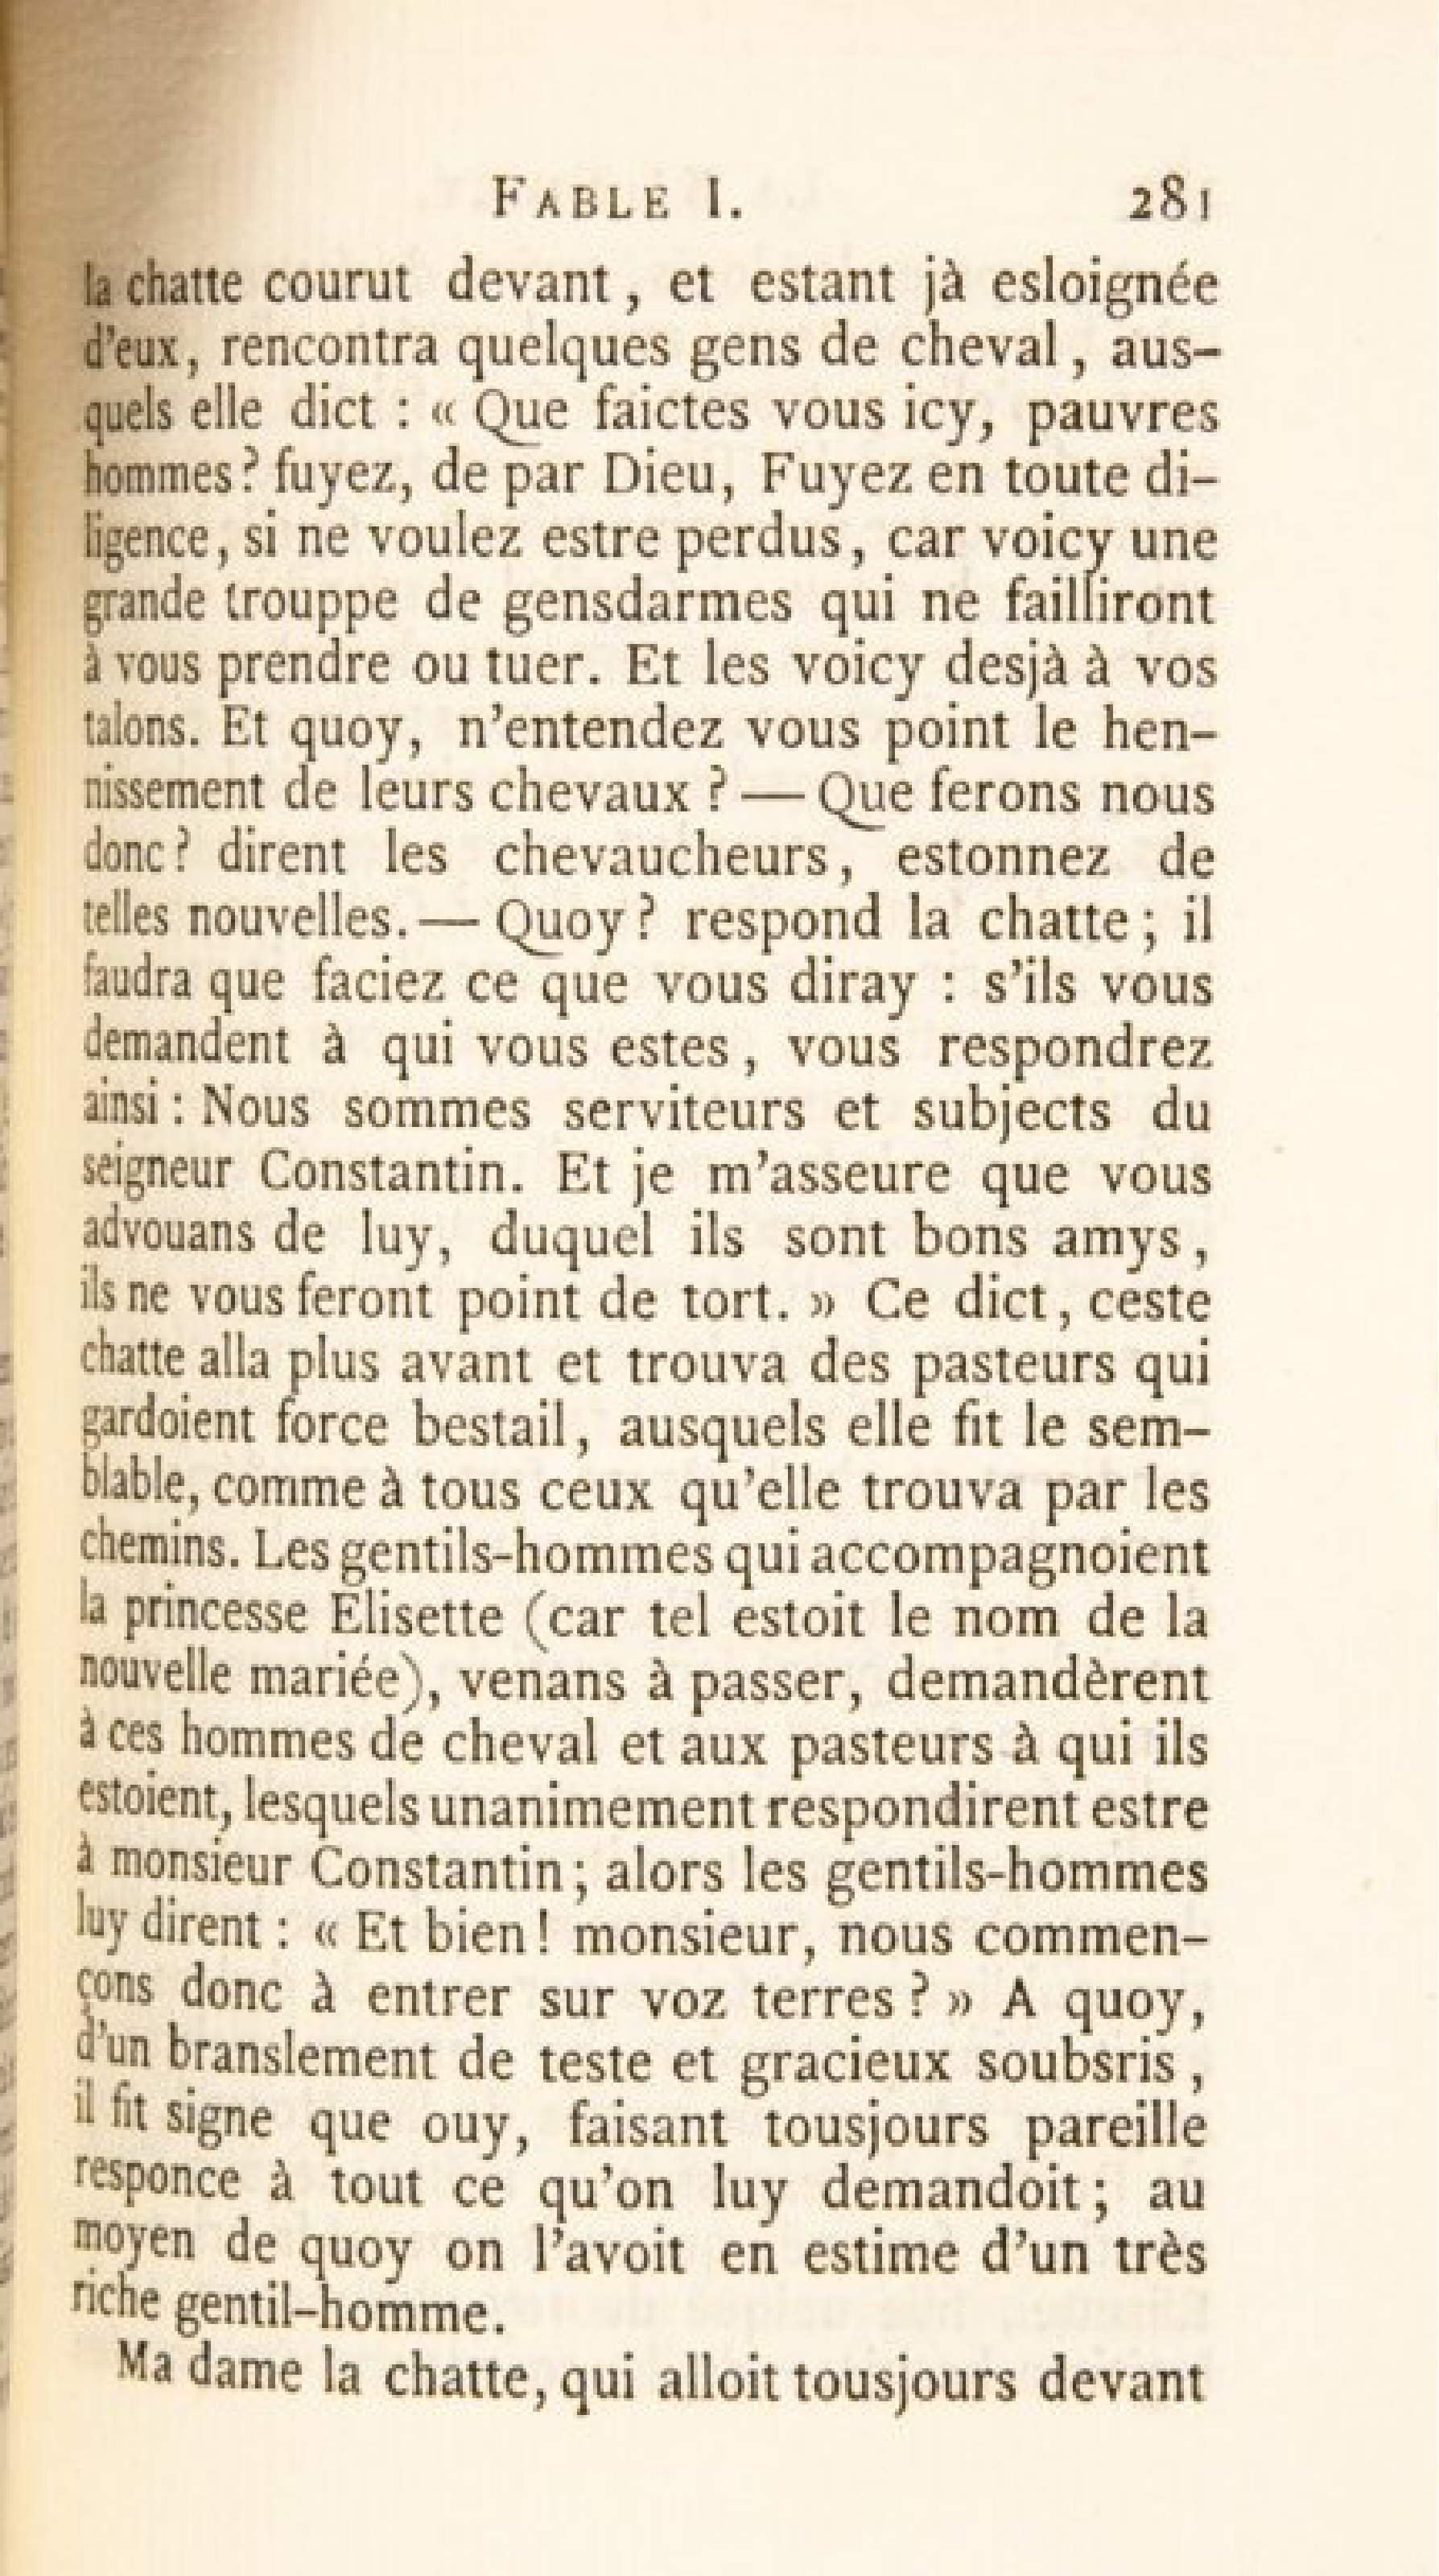 FABLE I. 281
la chatte courut devant, et estant jà esloignée
d'eux, rencontra quelques gens de cheval, aus-
quels elle dict : « Que faictes vous icy, pauvres
hommes ? fuyez, de par Dieu, Fuyez en toute di-
ligence, si ne voulez estre perdus, car voicy une
grande trouppe de gensdarmes qui ne failliront
à vous prendre ou tuer. Et les voicy desjà à vos
talons. Et quoy, n'entendez vous point le hen-
nissement de leurs chevaux ? — Que ferons nous
donc ? dirent les chevaucheurs, estonnez de
telles nouvelles. — Quoy ? respond la chatte ; il
faudra que faciez ce que vous diray : s'ils vous
demandent à qui vous estes, vous respondrez
ainsi : Nous sommes serviteurs et subjects du
seigneur Constantin. Et je m'asseure que vous
advouans de luy, duquel ils sont bons amys,
ils ne vous feront point de tort. » Ce dict, ceste
chatte alla plus avant et trouva des pasteurs qui
gardoient force bestail, ausquels elle fit le sem-
blable, comme à tous ceux qu'elle trouva par les
chemins. Les gentils-hommes qui accompagnoient
la princesse Elisette (car tel estoit le nom de la
nouvelle mariée), venans à passer, demandèrent
à ces hommes de cheval et aux pasteurs à qui ils
estoient, lesquels unanimement respondirent estre
à monsieur Constantin ; alors les gentils-hommes
luy dirent : « Et bien ! monsieur, nous commen-
çons donc à entrer sur voz terres ? » A quoy,
d'un branslement de teste et gracieux soubsris,
il fit signe que ouy, faisant tousjours pareille
responce à tout ce qu'on luy demandoit ; au
moyen de quoy on l'avoit en estime d'un très
riche gentil-homme.
Ma dame la chatte, qui alloit tousjours devant